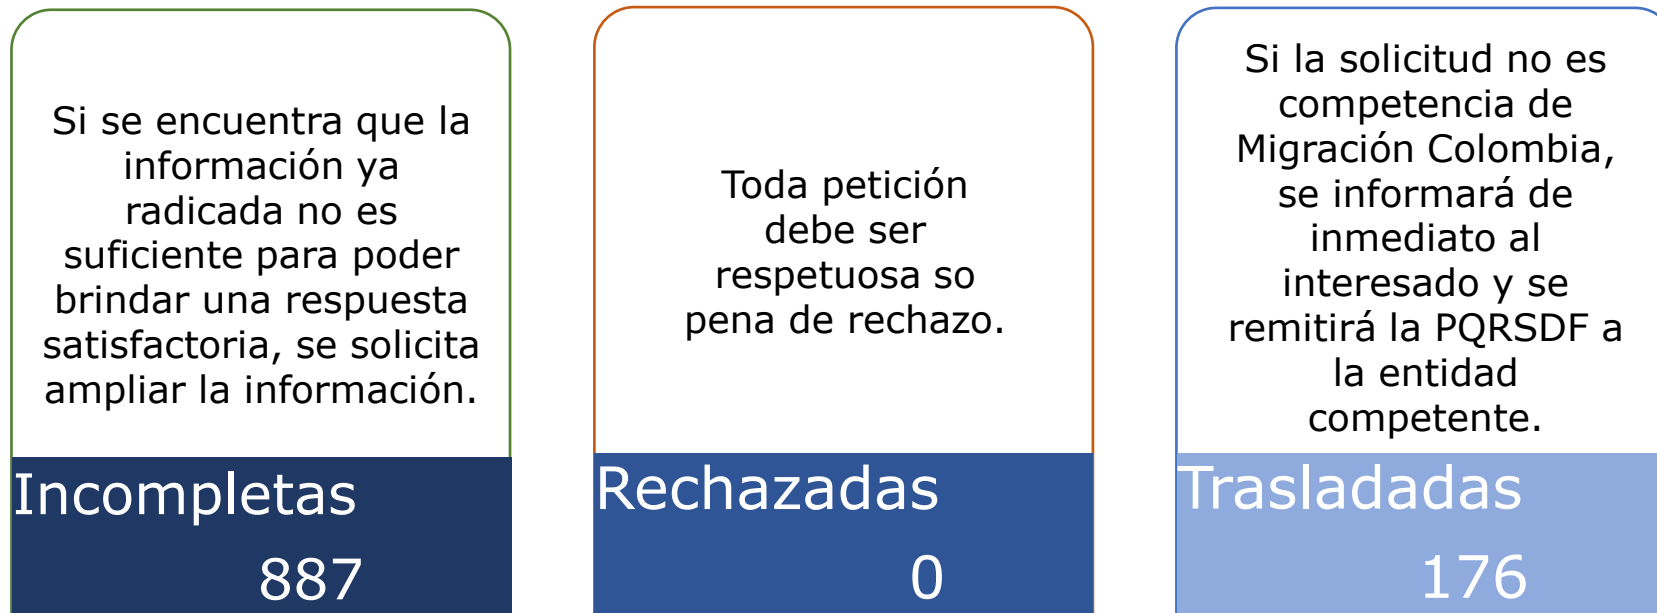 Si se encuentra que la
información ya
radicada no es
suficiente para poder
brindar una respuesta
satisfactoria, se solicita
ampliar la información.
Incompletas
887
Toda petición
debe ser
respetuosa so
pena de rechazo.
Rechazadas
0
Si la solicitud no es
competencia de
Migración Colombia,
se informará de
inmediato al
interesado y se
remitirá la PQRSDF a
la entidad
competente.
Trasladadas
176